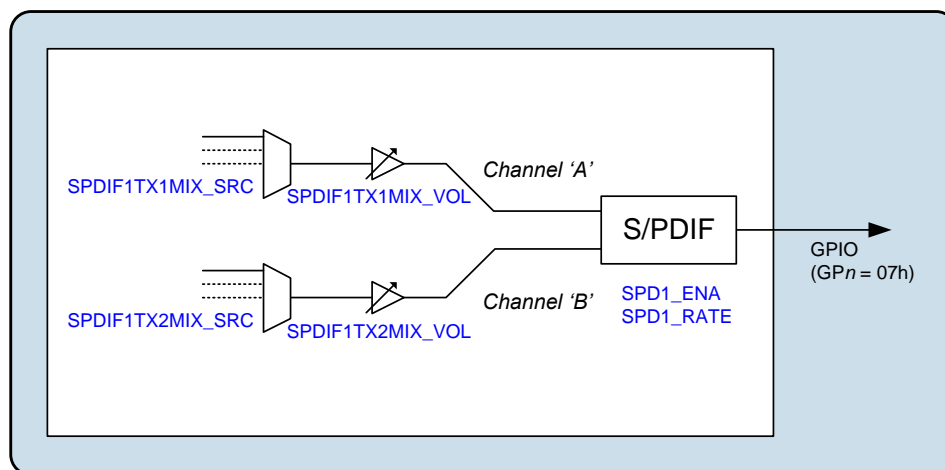 SPDIF1TX1MIX_SRC
SPDIF1TX1MIX_VOL
Channel ‘A’
S/PDIF
GPIO
(GPn = 07h)
SPDIF1TX2MIX_SRC
SPDIF1TX2MIX_VOL
Channel ‘B’
SPD1_ENA
SPD1_RATE